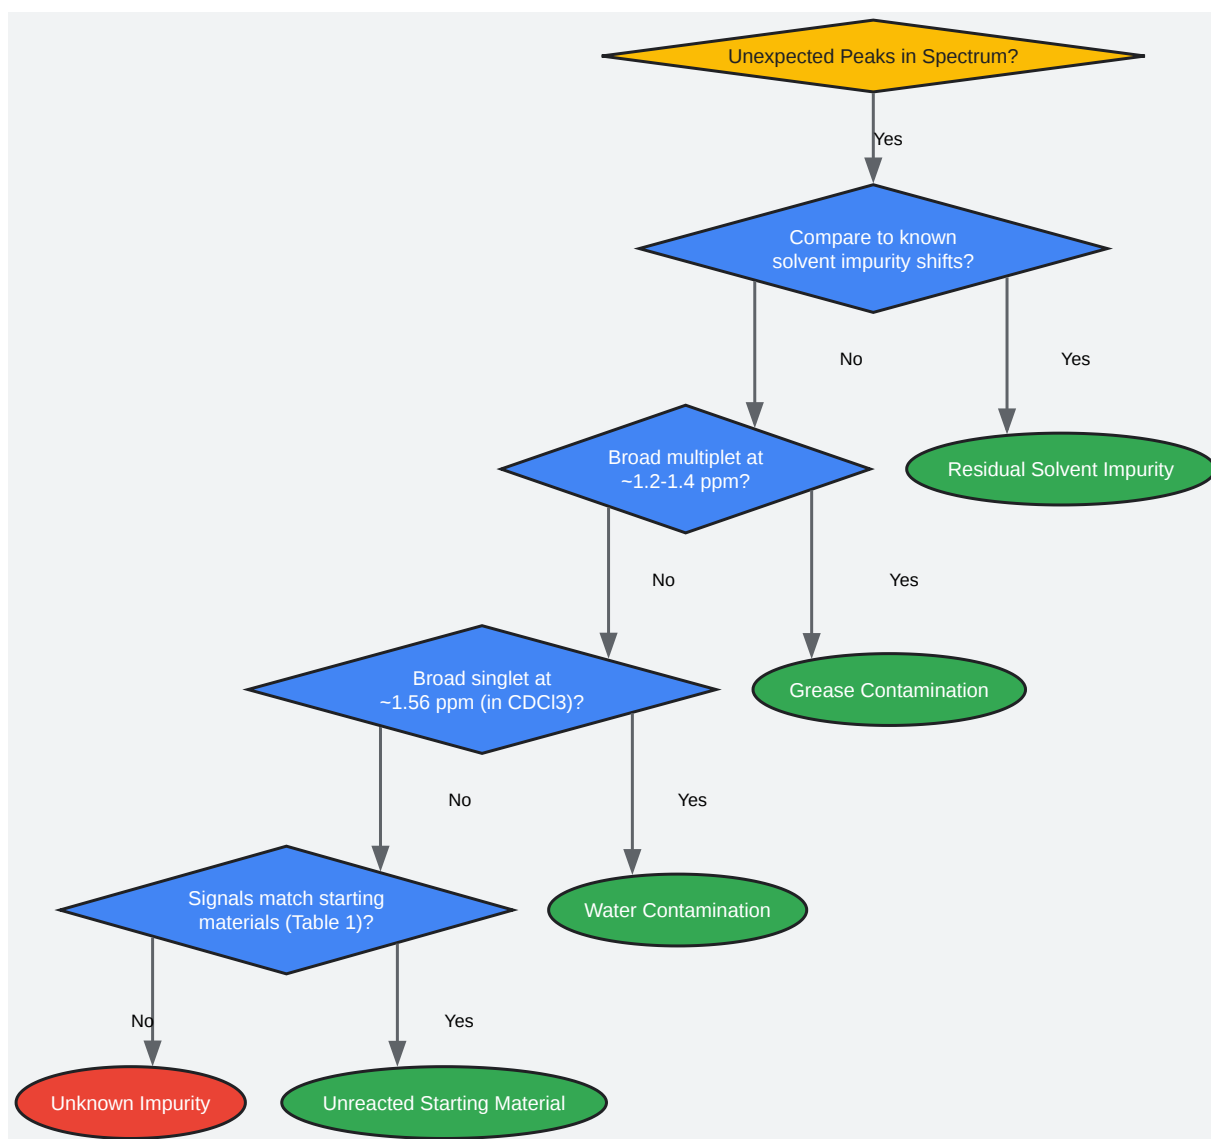 Unexpected Peaks in Spectrum?
Yes
Compare to known
solvent impurity shifts?
No
Yes
Broad multiplet at
~1.2-1.4 ppm?
Residual Solvent Impurity
No
Yes
Broad singlet at
~1.56 ppm (in CDCl3)?
Grease Contamination
No
Yes
Signals match starting
materials (Table 1)?
Water Contamination
No
Yes
Unknown Impurity
Unreacted Starting Material